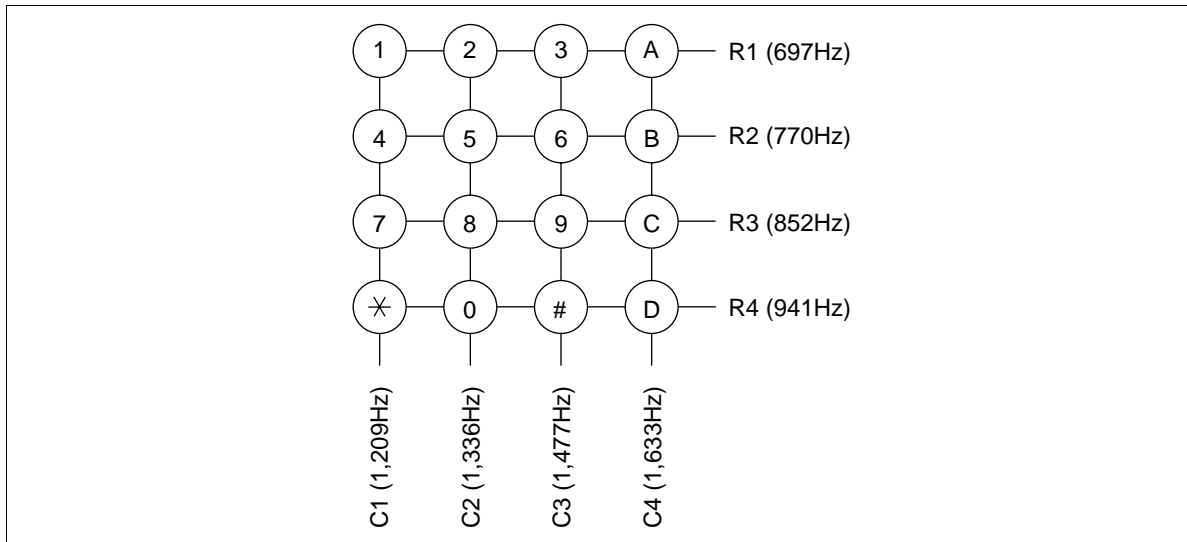 1 2 3 A R1 (697Hz)
4 5 6 B R2 (770Hz)
7 8 9 C R3 (852Hz)
* 0 # D R4 (941Hz)
C1 (1,209Hz)
C2 (1,336Hz)
C3 (1,477Hz)
C4 (1,633Hz)